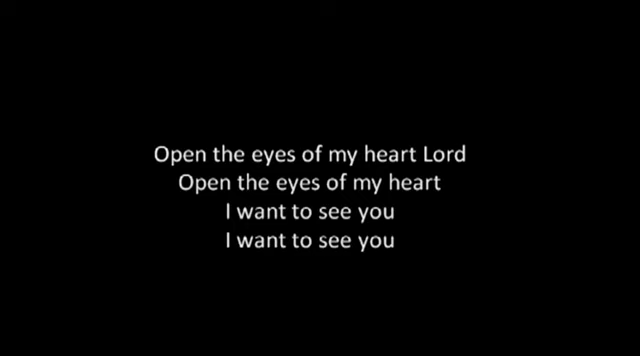 Open the eyes of my heart Lord
Open the eyes of my heart
I want to see you
I want to see you